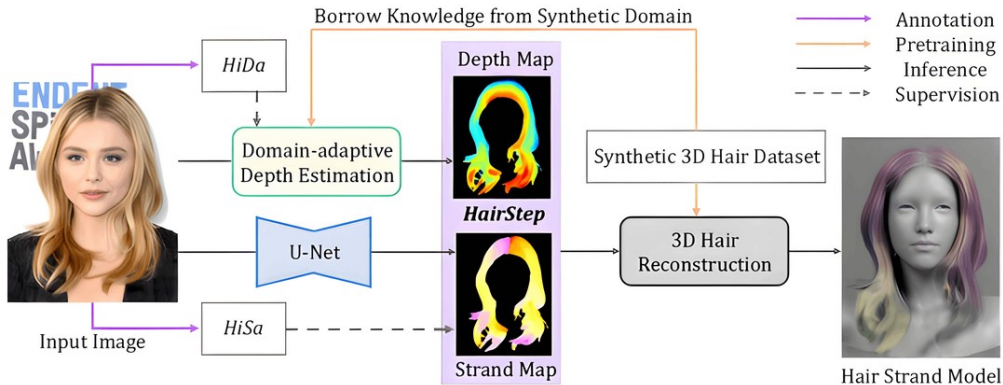 Borrow Knowledge from Synthetic Domain
Annotation
Pretraining
Inference
Supervision
HiDa
Depth Map
Domain-adaptive
Depth Estimation
Synthetic 3D Hair Dataset
HairStep
U-Net
3D Hair
Reconstruction
HiSa
Input Image
Strand Map
Hair Strand Model